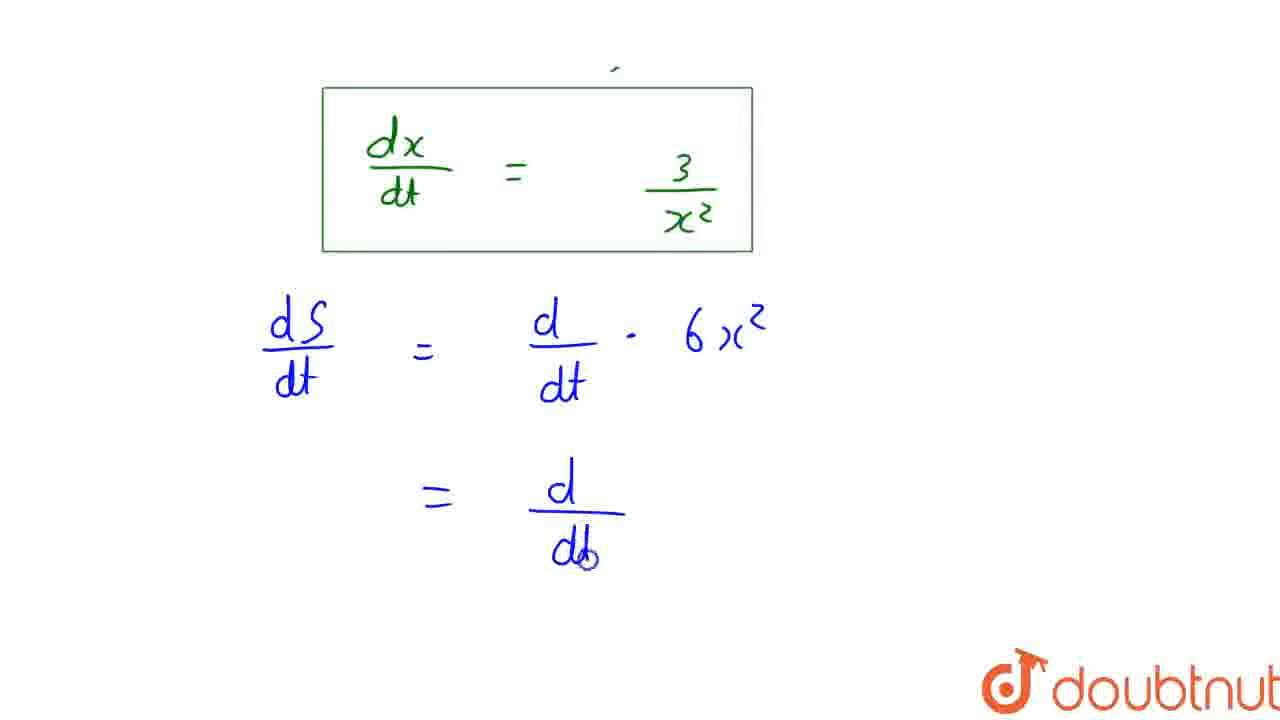 dx/dt = 3/x²
dS/dt = d/dt · 6x²
= d/dt
doubtnut